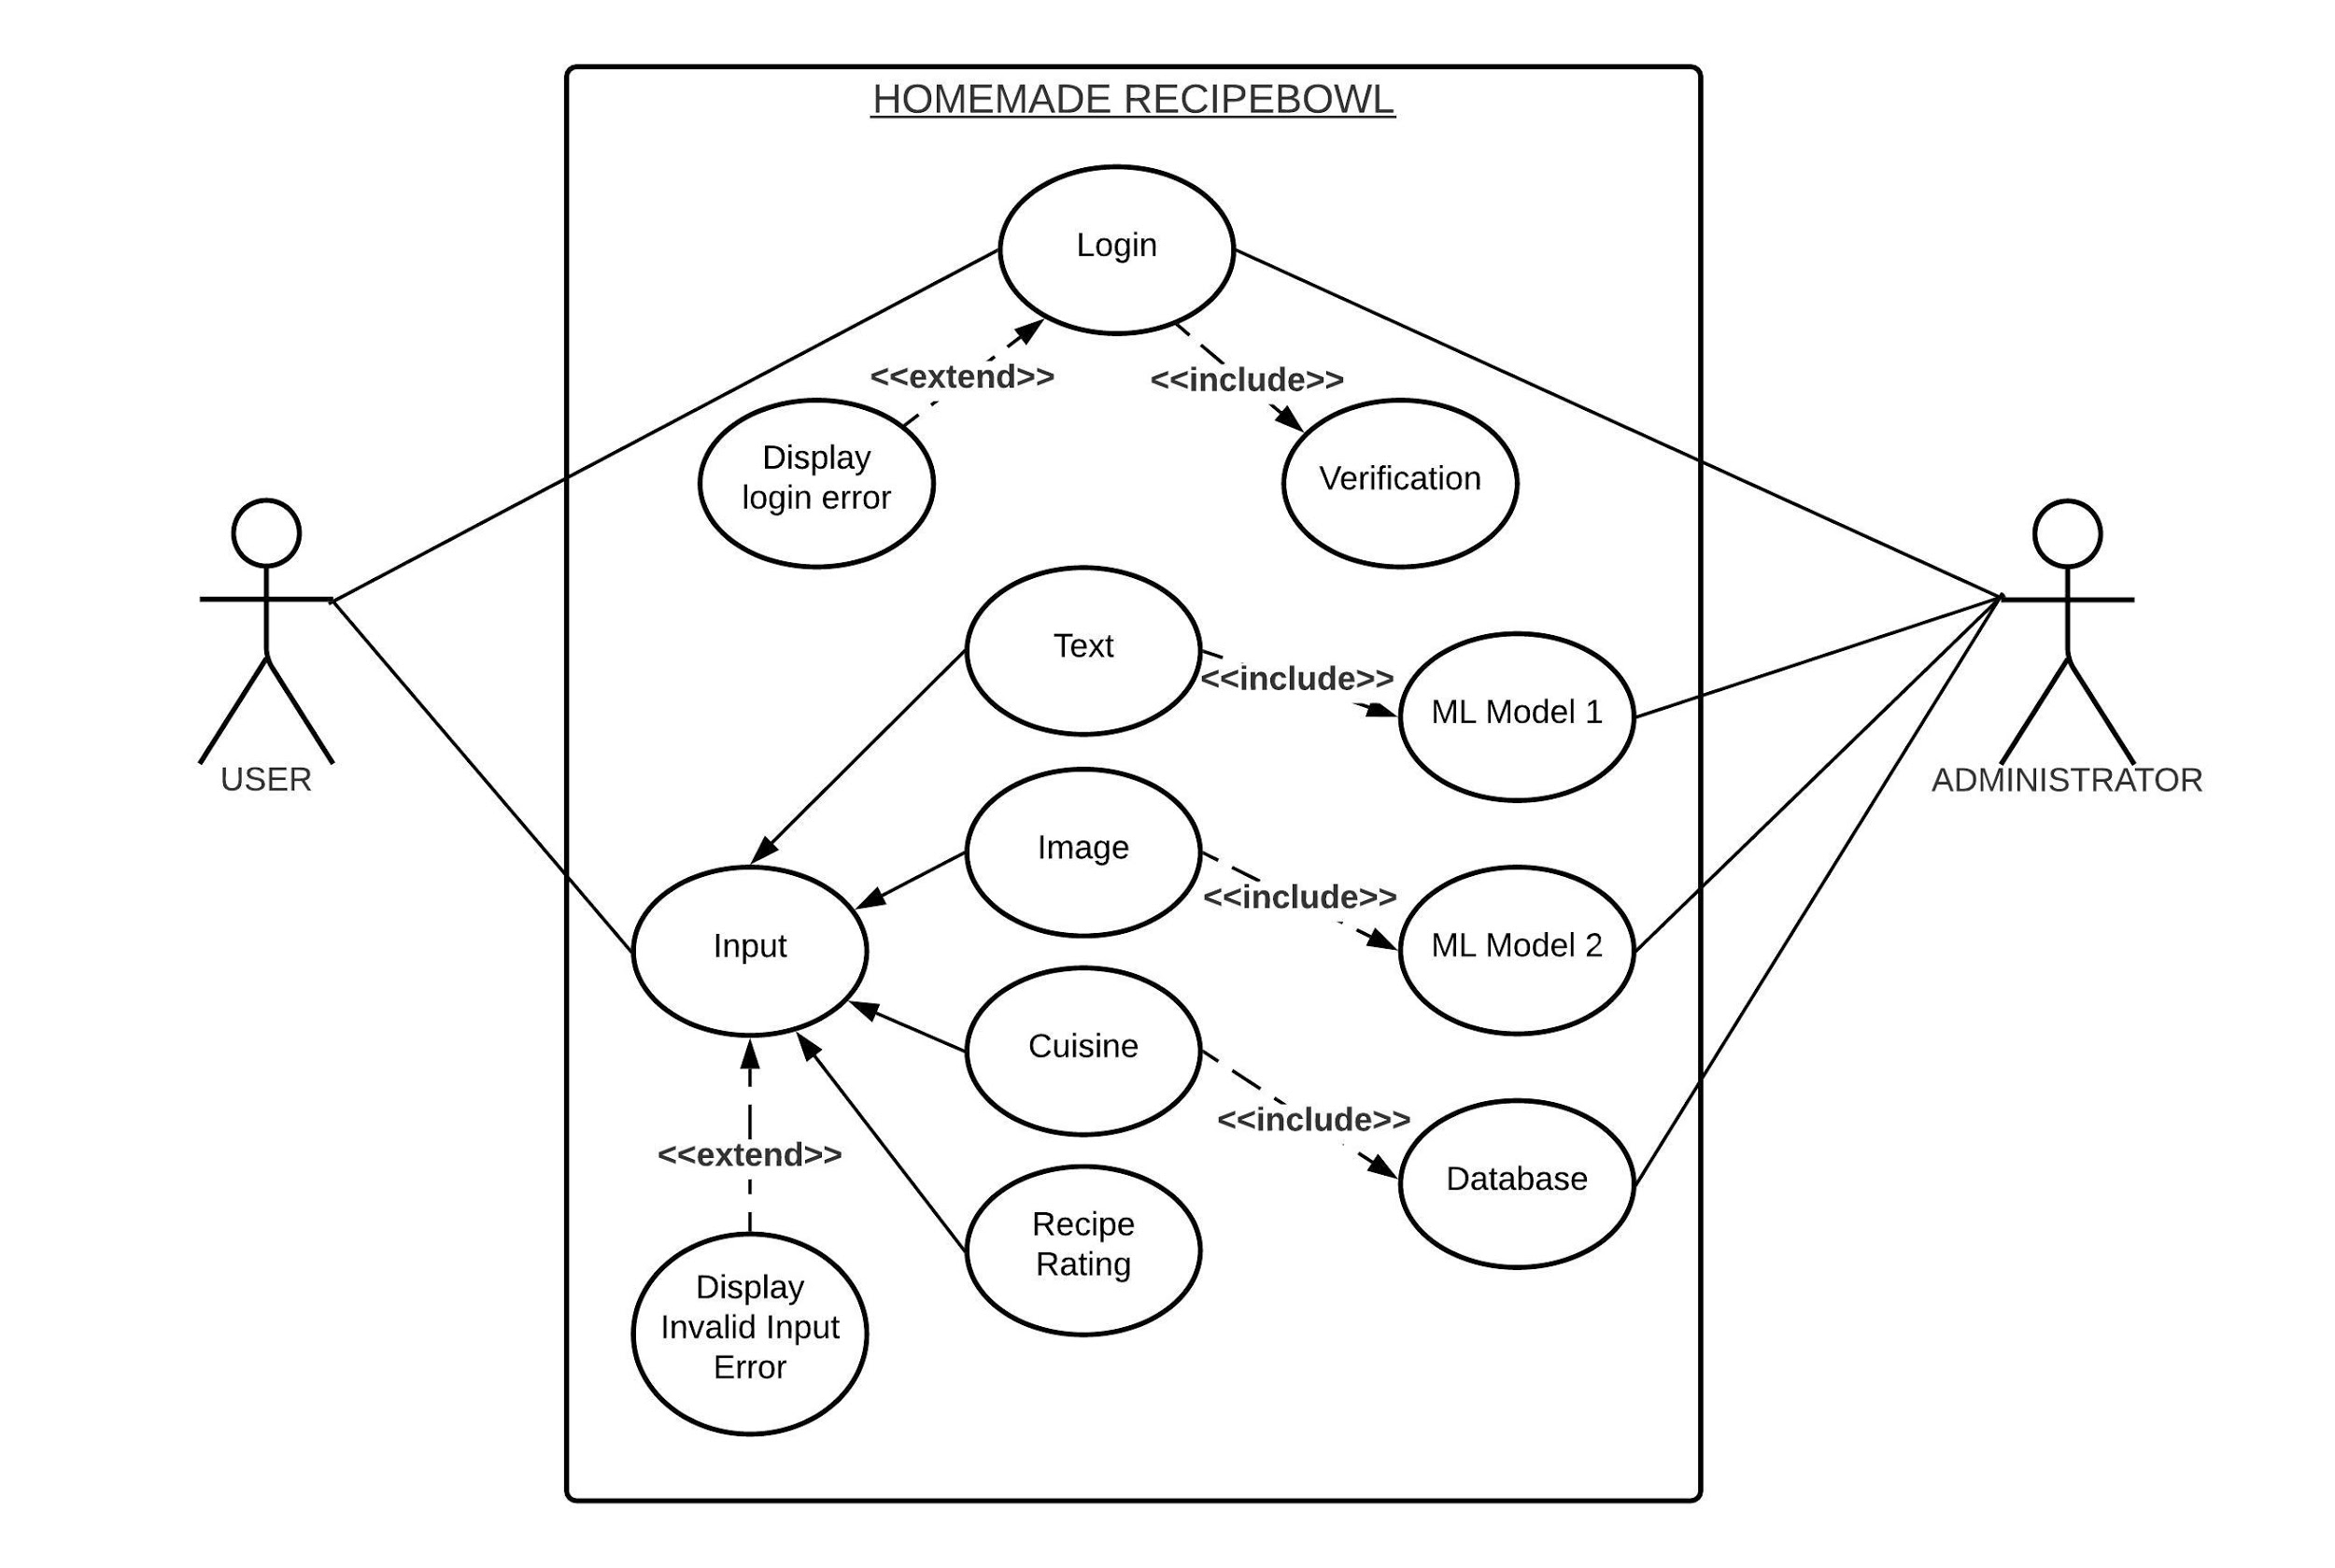 HOMEMADE RECIPEBOWL
Login
<<extend>>
<<include>>
Display
login error
Verification
Text
<<include>>
ML Model 1
USER
ADMINISTRATOR
Image
<<include>>
Input
ML Model 2
Cuisine
<<include>>
<<extend>>
Database
Recipe
Rating
Display
Invalid Input
Error